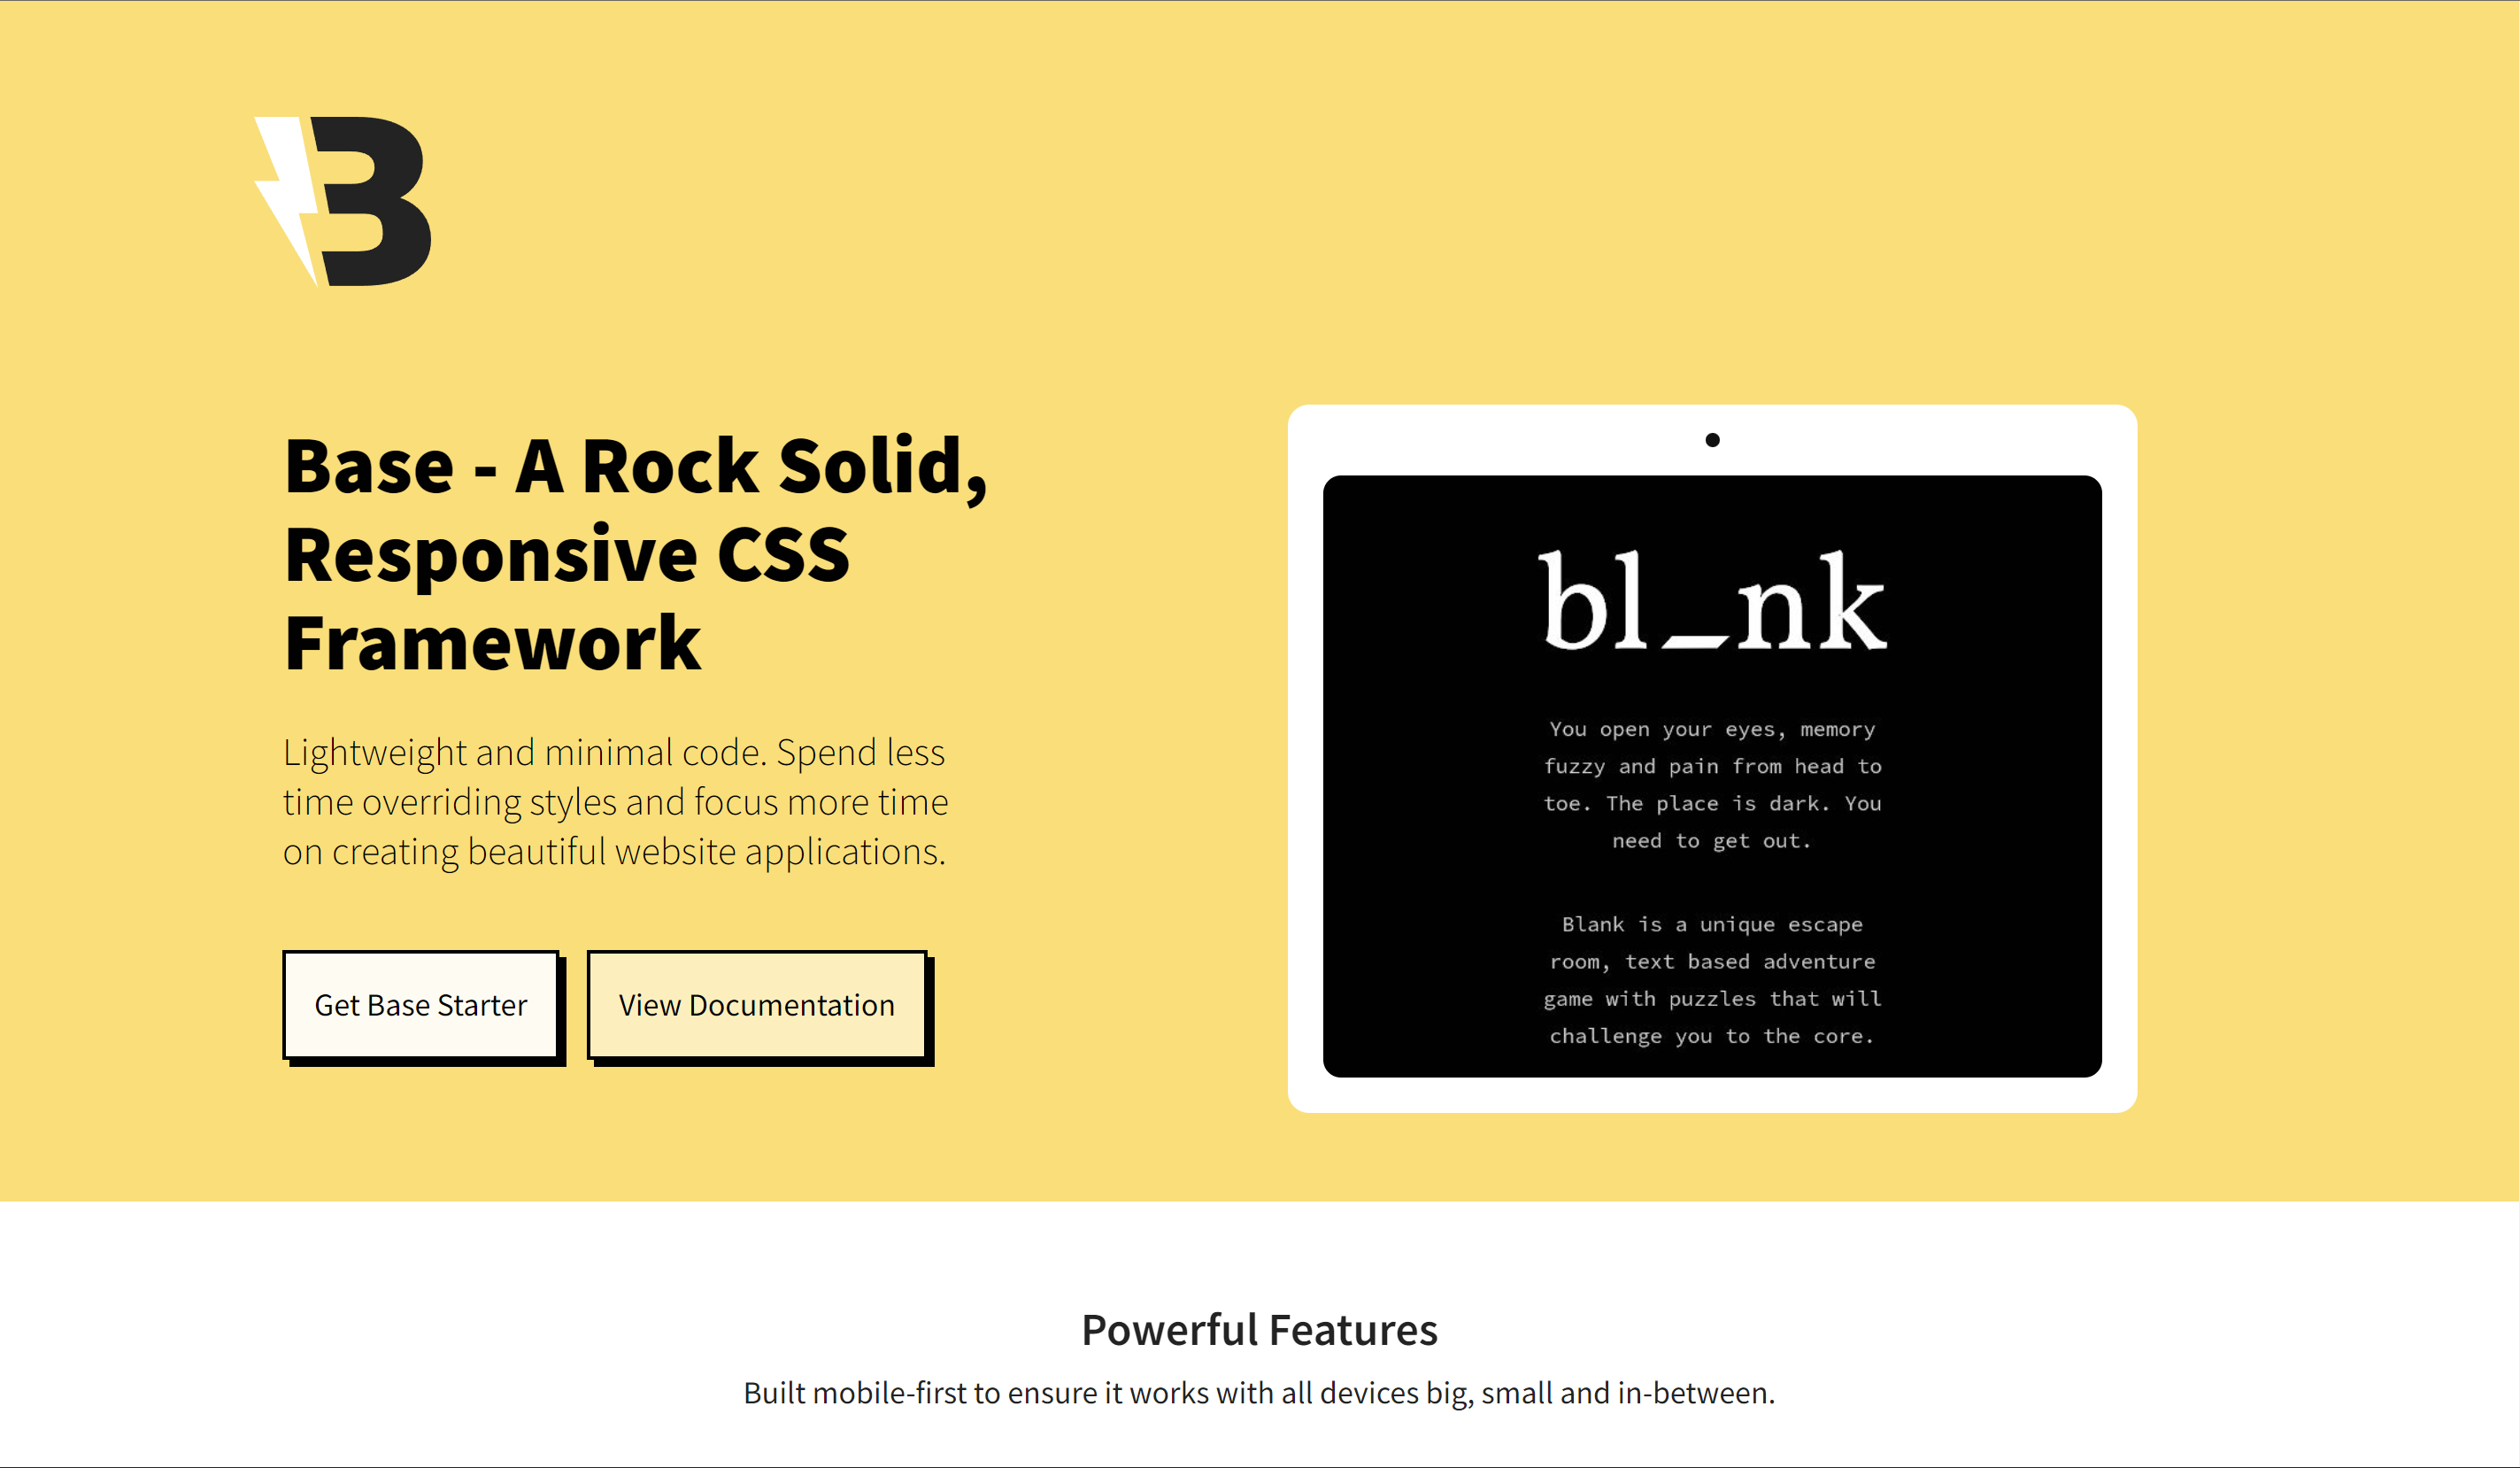 B
Base - A Rock Solid,
Responsive CSS
Framework
Lightweight and minimal code. Spend less
time overriding styles and focus more time
on creating beautiful website applications.
Get Base Starter
View Documentation
bl_nk
You open your eyes, memory
fuzzy and pain from head to
toe. The place is dark. You
need to get out.
Blank is a unique escape
room, text based adventure
game with puzzles that will
challenge you to the core.
Powerful Features
Built mobile-first to ensure it works with all devices big, small and in-between.